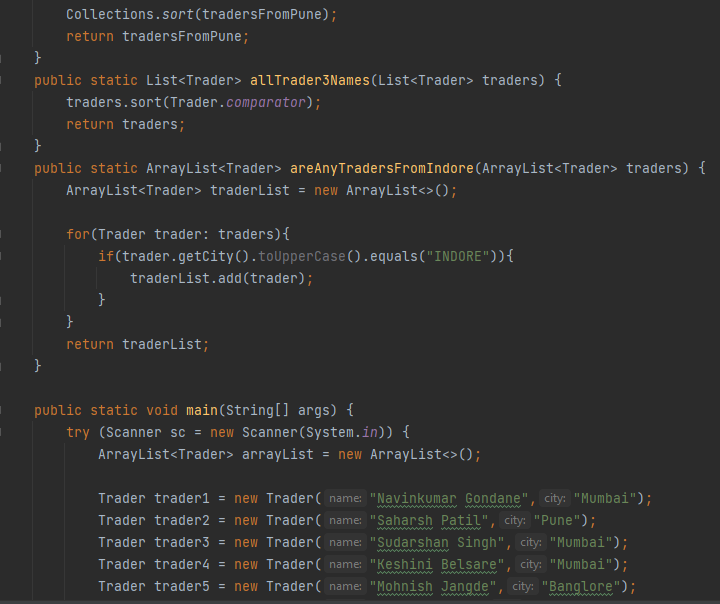 Collections.sort(tradersFromPune);
return tradersFromPune;
}
public static List<Trader> allTrader3Names(List<Trader> traders) {
traders.sort(Trader.comparator);
return traders;
}
public static ArrayList<Trader> areAnyTradersFromIndore(ArrayList<Trader> traders) {
ArrayList<Trader> traderList = new ArrayList<>();
for(Trader trader: traders){
if(trader.getCity().toUpperCase().equals("INDORE")){
traderList.add(trader);
}
}
return traderList;
}
public static void main(String[] args) {
try (Scanner sc = new Scanner(System.in)) {
ArrayList<Trader> arrayList = new ArrayList<>();
Trader trader1 = new Trader( name: "Navinkumar Gondane", city: "Mumbai");
Trader trader2 = new Trader( name: "Saharsh Patil", city: "Pune");
Trader trader3 = new Trader( name: "Sudarshan Singh", city: "Mumbai");
Trader trader4 = new Trader( name: "Keshini Belsare", city: "Mumbai");
Trader trader5 = new Trader( name: "Mohnish Jangde", city: "Banglore");